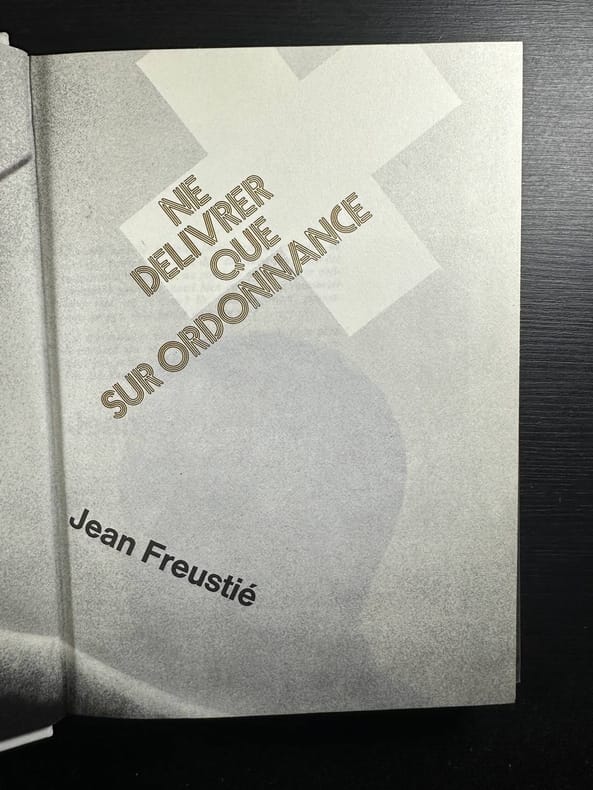 NE
DELIVRER
QUE
SUR ORDONNANCE
Jean Freustié